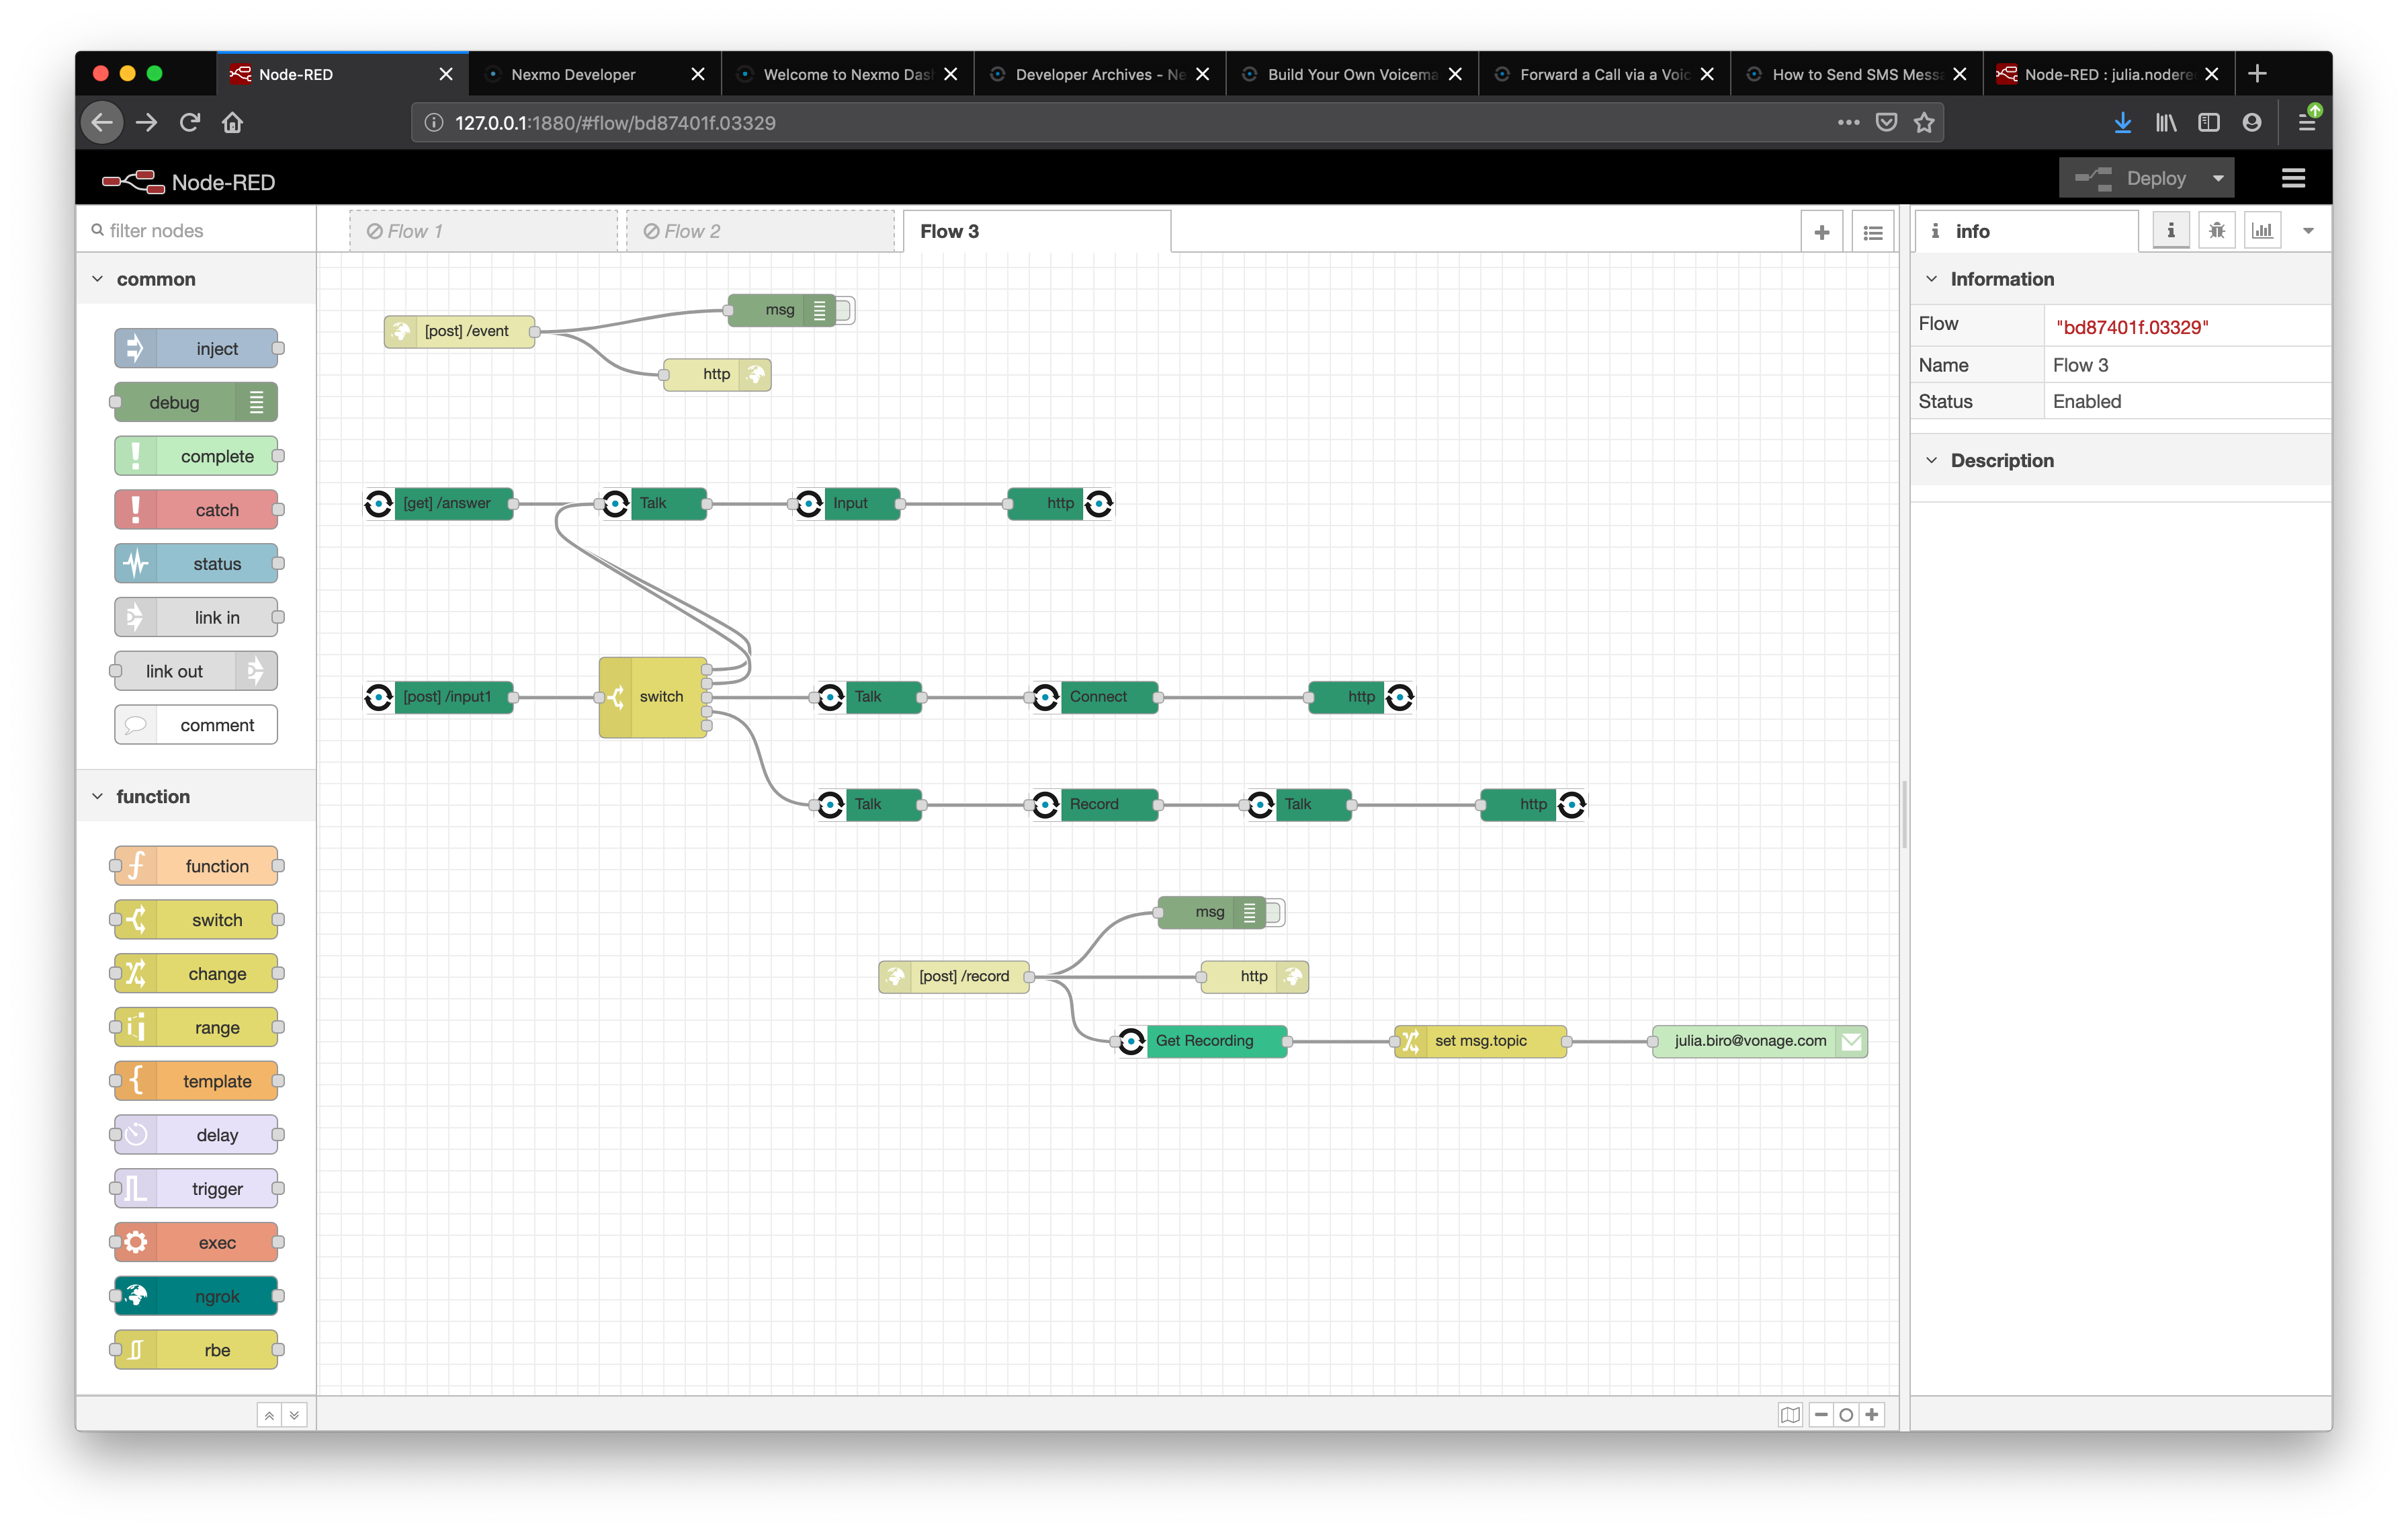 Node-RED
Nexmo Developer
Welcome to Nexmo Das
Developer Archives - Ne
Build Your Own Voicema
Forward a Call via a Voic
How to Send SMS Messa
Node-RED : julia.nodere
127.0.0.1:1880/#flow/bd87401f.03329
Node-RED
Deploy
filter nodes
Flow 1
Flow 2
Flow 3
info
common
inject
debug
complete
catch
status
link in
link out
comment
function
function
switch
change
range
template
delay
trigger
exec
ngrok
rbe
[post] /event
msg
http
[get] /answer
Talk
Input
http
[post] /input1
switch
Talk
Connect
http
Talk
Record
Talk
http
msg
[post] /record
http
Get Recording
set msg.topic
julia.biro@vonage.com
Information
Flow
"bd87401f.03329"
Name
Flow 3
Status
Enabled
Description